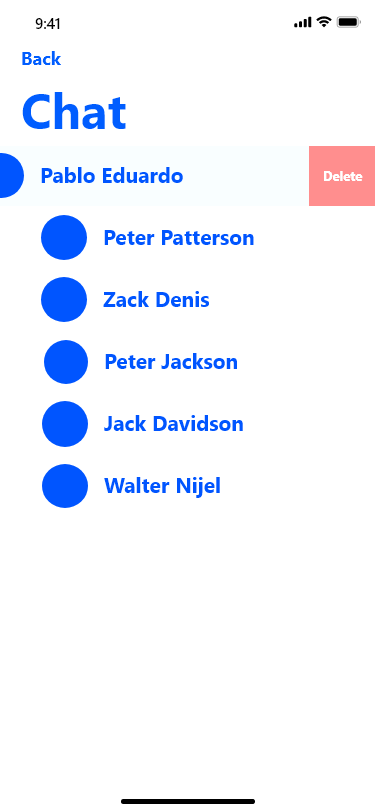 9:41
Back
Chat
Pablo Eduardo Delete
Peter Patterson
Zack Denis
Peter Jackson
Jack Davidson
Walter Nijel